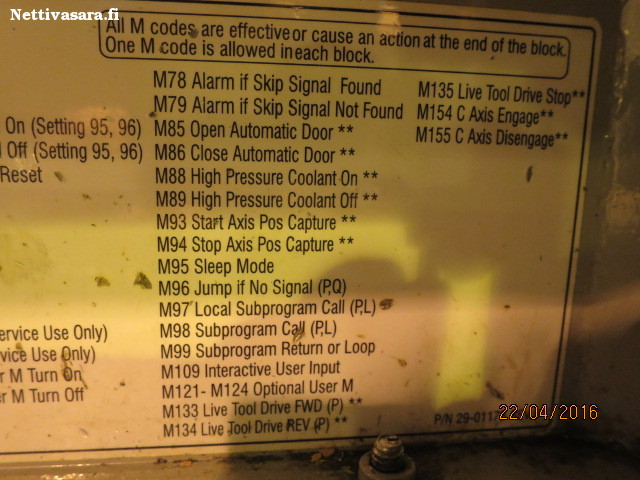 Nettivasara.fi
All M codes are effective or cause an action at the end of the block.
One M code is allowed in each block.
On (Setting 95, 96)
Off (Setting 95, 96)
Reset
ervice Use Only)
vice Use Only)
M Turn On
M Turn Off
M78 Alarm if Skip Signal Found
M79 Alarm if Skip Signal Not Found
M85 Open Automatic Door **
M86 Close Automatic Door **
M88 High Pressure Coolant On **
M89 High Pressure Coolant Off **
M93 Start Axis Pos Capture **
M94 Stop Axis Pos Capture **
M95 Sleep Mode
M96 Jump if No Signal (P,Q)
M97 Local Subprogram Call (P,L)
M98 Subprogram Call (P,L)
M99 Subprogram Return or Loop
M109 Interactive User Input
M121- M124 Optional User M
M133 Live Tool Drive FWD (P) **
M134 Live Tool Drive REV (P) **
M135 Live Tool Drive Stop**
M154 C Axis Engage**
M155 C Axis Disengage**
P/N
22/04/2016